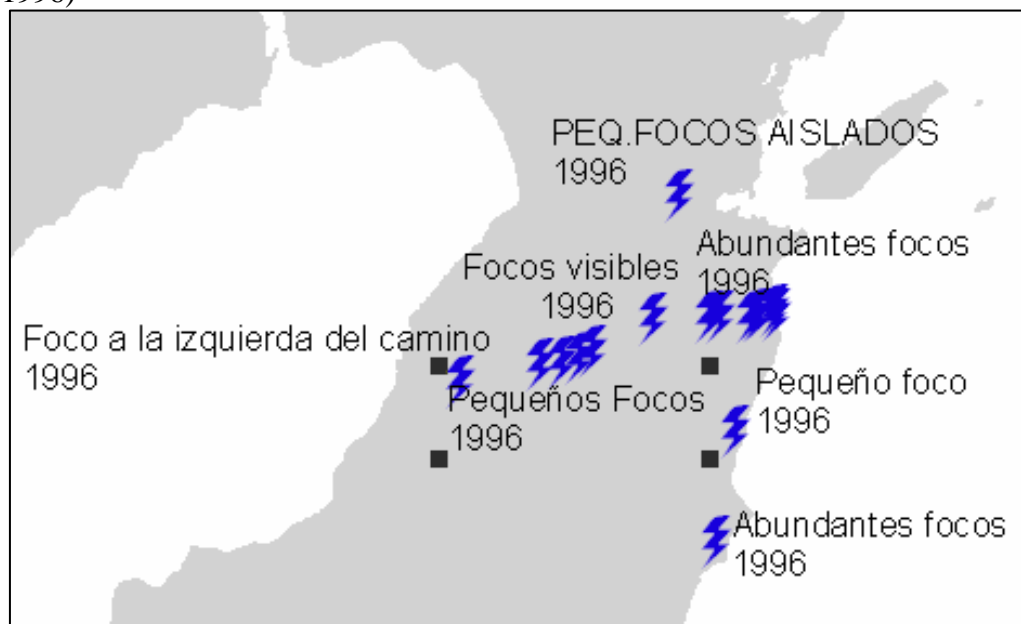 1996)
PEQ.FOCOS AISLADOS
1996
Abundantes focos
1996
Focos visibles
1996
Foco a la izquierda del camino
1996
Pequeños Focos
1996
Pequeño foco
1996
Abundantes focos
1996